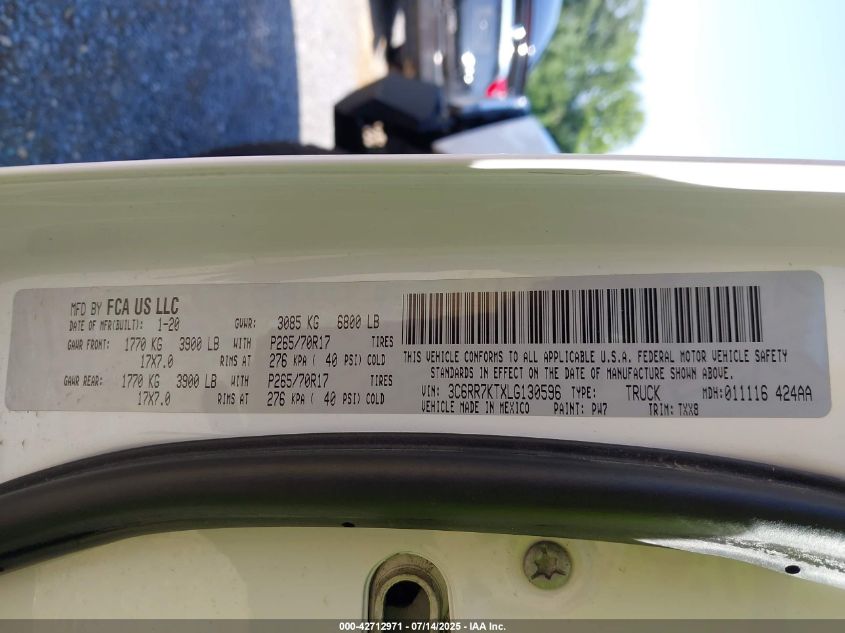 MFD BY FCA US LLC
DATE OF MFR(BUILT): 1-20 GVWR: 3085 KG 6800 LB
GAWR FRONT: 1770 KG 3900 LB WITH P265/70R17 TIRES
17X7.0 RIMS AT 276 KPA ( 40 PSI) COLD
GAWR REAR: 1770 KG 3900 LB WITH P265/70R17 TIRES
17X7.0 RIMS AT 276 KPA ( 40 PSI) COLD
THIS VEHICLE CONFORMS TO ALL APPLICABLE U.S.A. FEDERAL MOTOR VEHICLE SAFETY
STANDARDS IN EFFECT ON THE DATE OF MANUFACTURE SHOWN ABOVE.
VIN: 3C6RR7KTXLG130596 TYPE: TRUCK MDH:011116 424AA
VEHICLE MADE IN MEXICO PAINT: PW7 TRIM: TXX8
000-42712971 - 07/14/2025 - IAA Inc.